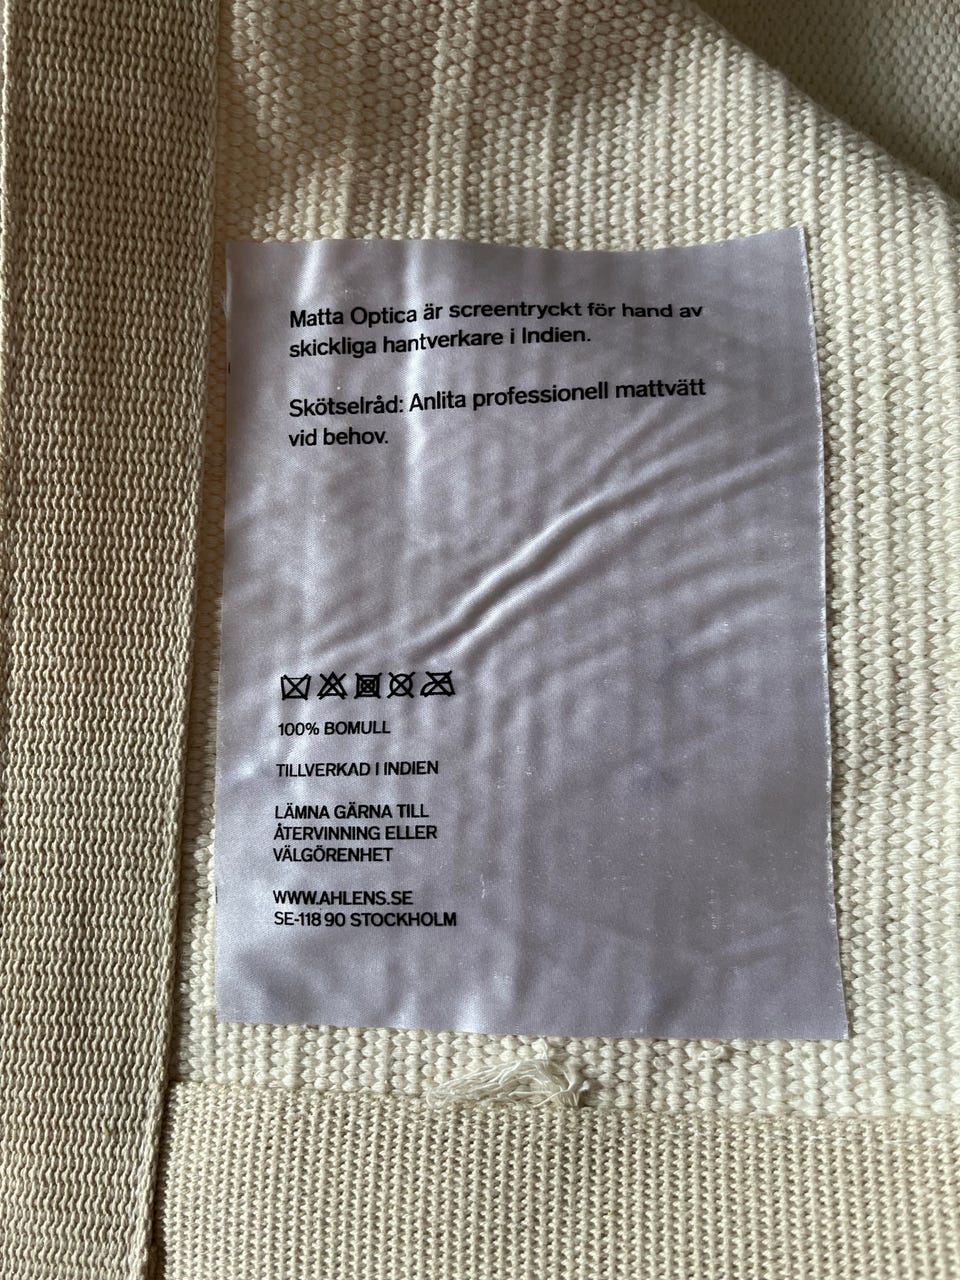 Matta Optica är screentryckt för hand av
skickliga hantverkare i Indien.
Skötselråd: Anlita professionell mattvätt
vid behov.
100% BOMULL
TILLVERKAD I INDIEN
LÄMNA GÄRNA TILL
ÅTERVINNING ELLER
VÄLGÖRENHET
WWW.AHLENS.SE
SE-118 90 STOCKHOLM